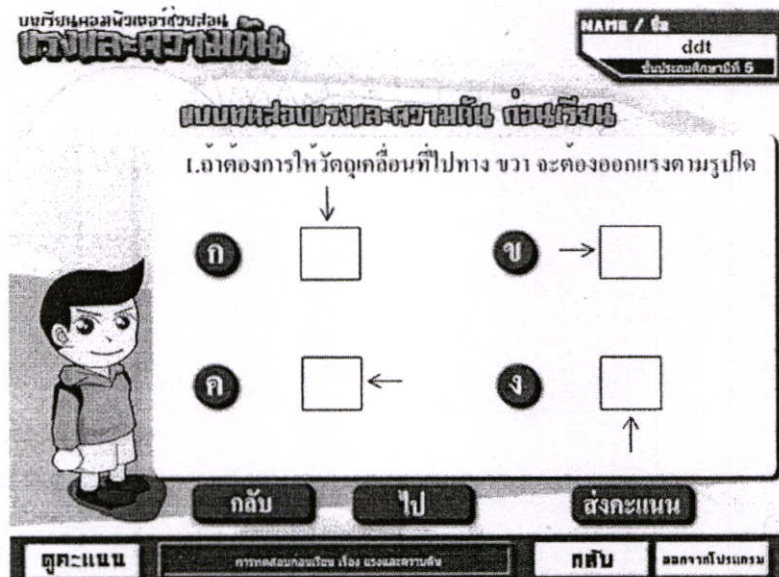 บทเรียนคอมพิวเตอร์ช่วยสอน
แรงและความดัน
NAME / ชื่อ
ddt
ชั้นประถมศึกษาปีที่ 5
แบบทดสอบแรงและความดัน ก่อนเรียน
1.ถ้าต้องการให้วัตถุเคลื่อนที่ไปทาง ขวา จะต้องออกแรงตามรูปใด
ก
ข
ค
ง
กลับ
ไป
ส่งคะแนน
ดูคะแนน
การทดสอบก่อนเรียน เรื่อง แรงและความดัน
กลับ
ออกจากโปรแกรม